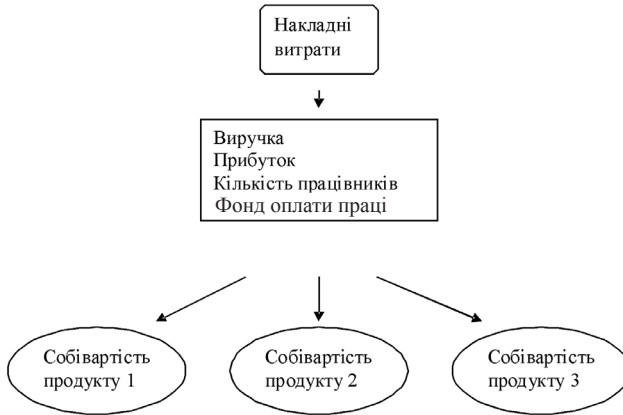 Накладні
витрати
Виручка
Прибуток
Кількість працівників
Фонд оплати праці
Собівартість
продукту 1
Собівартість
продукту 2
Собівартість
продукту 3